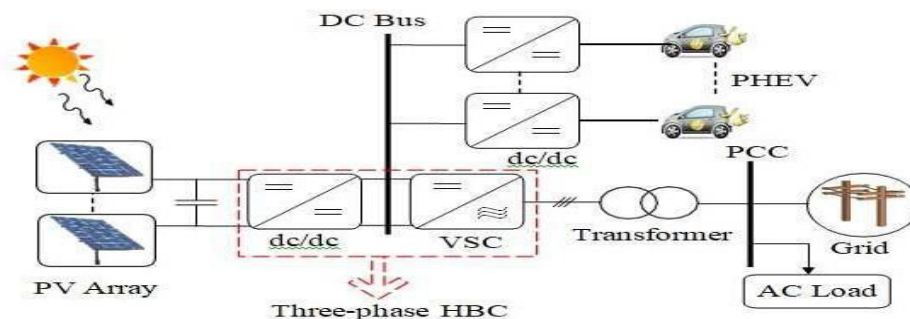 DC Bus
PHEV
dc/dc
PCC
dc/dc
VSC
Transformer
Grid
PV Array
AC Load
Three-phase HBC